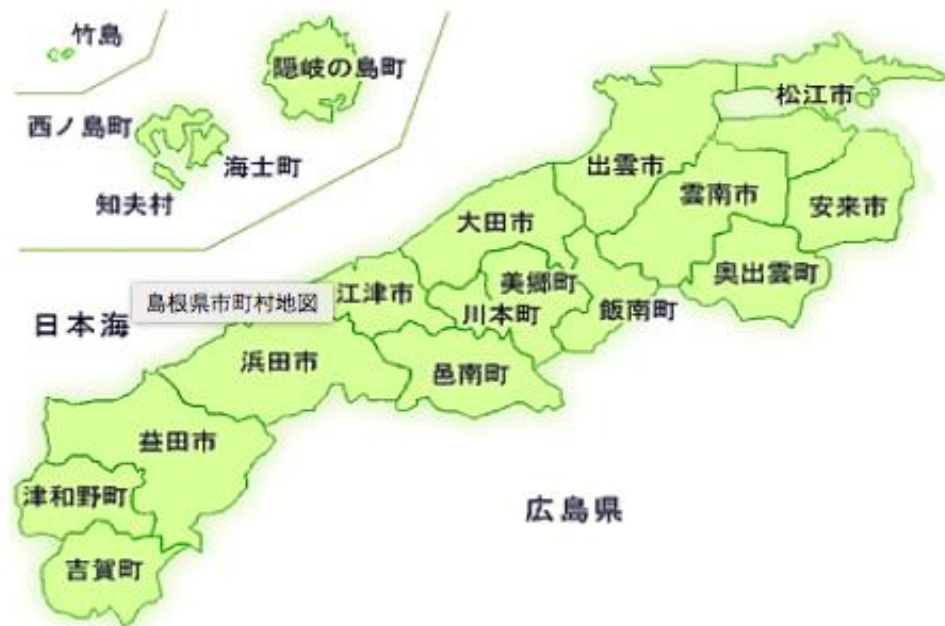 竹島
隠岐の島町
西ノ島町
海士町
知夫村
松江市
出雲市
雲南市
安来市
大田市
奥出雲町
美郷町
江津市
島根県市町村地図
川本町
飯南町
日本海
浜田市
邑南町
益田市
津和野町
広島県
吉賀町